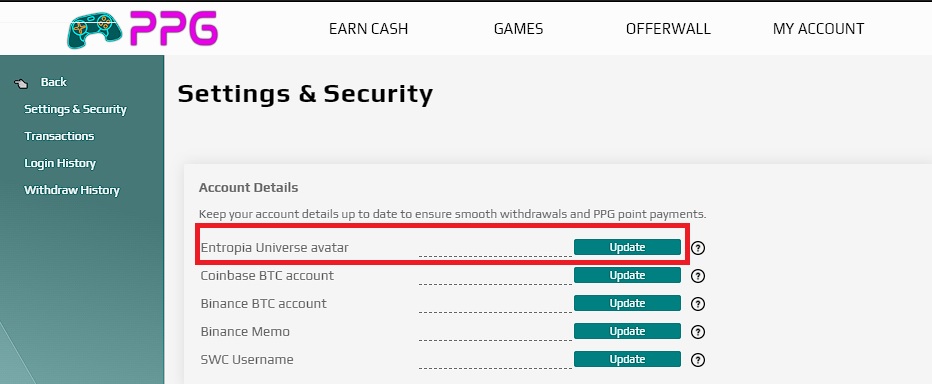 PPG
EARN CASH GAMES OFFERWALL MY ACCOUNT
Back
Settings & Security
Transactions
Login History
Withdraw History
Settings & Security
Account Details
Keep your account details up to date to ensure smooth withdrawals and PPG point payments.
Entropia Universe avatar Update ?
Coinbase BTC account Update ?
Binance BTC account Update ?
Binance Memo Update ?
SWC Username Update ?